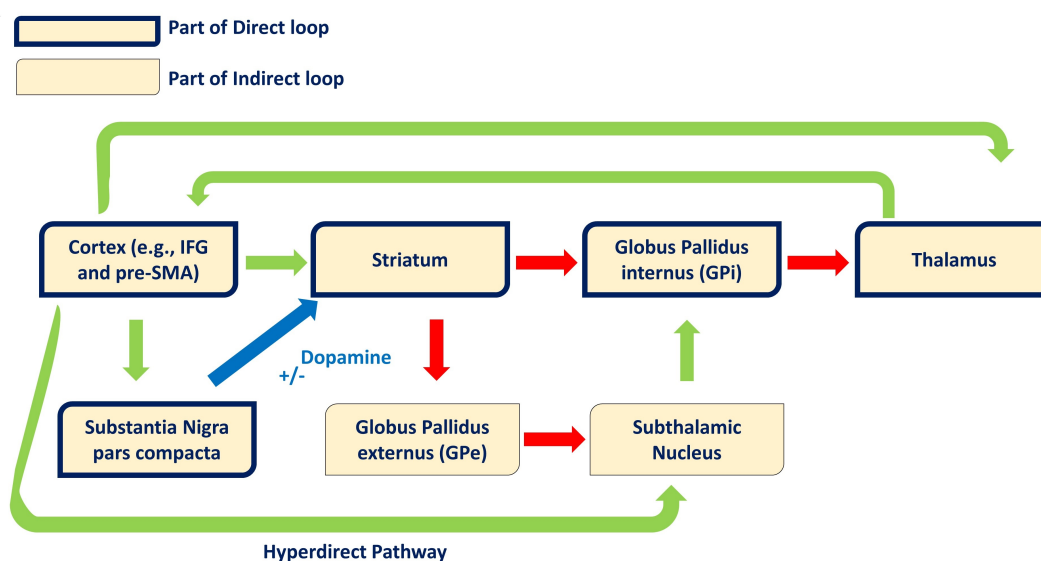 Part of Direct loop
Part of Indirect loop
Cortex (e.g., IFG
and pre-SMA)
Striatum
Globus Pallidus
internus (GPi)
Thalamus
Dopamine
+/-
Substantia Nigra
pars compacta
Globus Pallidus
externus (GPe)
Subthalamic
Nucleus
Hyperdirect Pathway